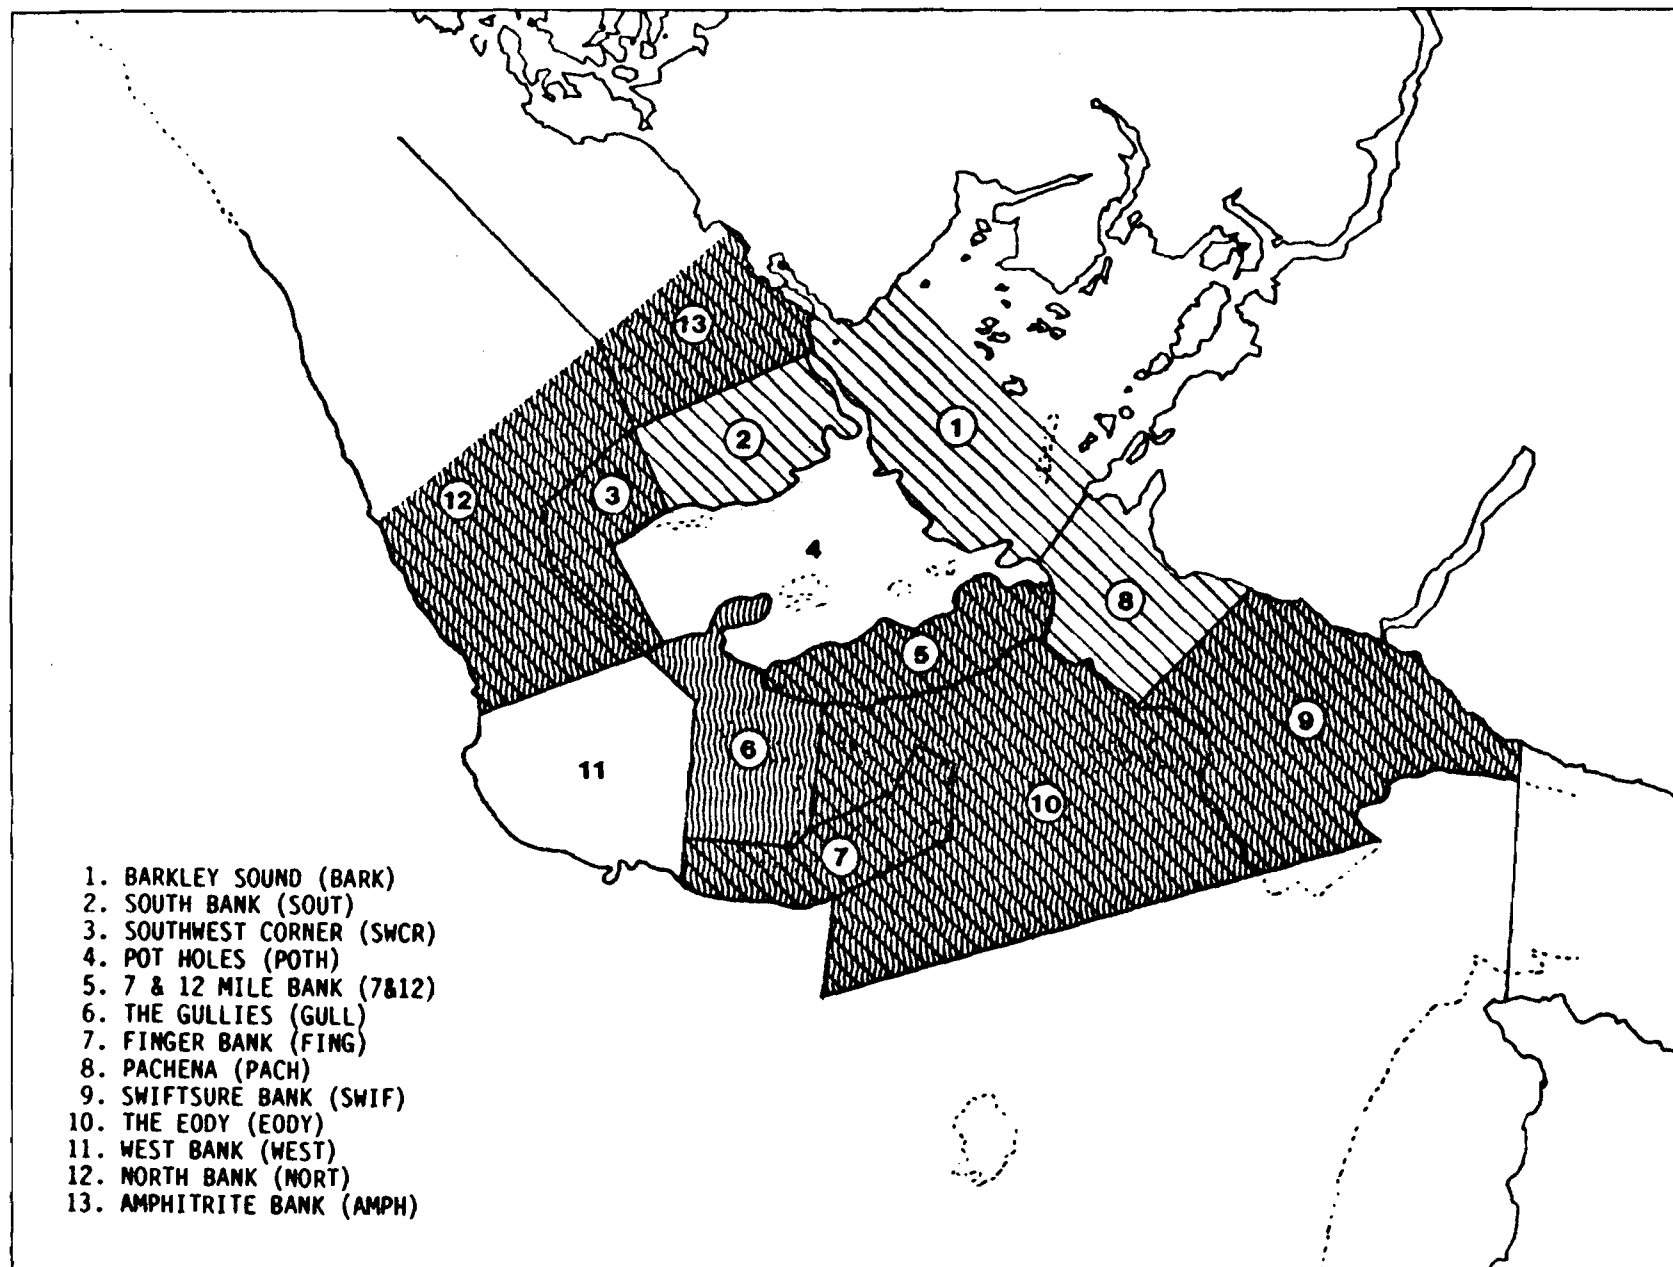 13
1
2
12
3
4
8
5
9
6
11
10
7
1. BARKLEY SOUND (BARK)
2. SOUTH BANK (SOUT)
3. SOUTHWEST CORNER (SWCR)
4. POT HOLES (POTH)
5. 7 & 12 MILE BANK (7&12)
6. THE GULLIES (GULL)
7. FINGER BANK (FING)
8. PACHENA (PACH)
9. SWIFTSURE BANK (SWIF)
10. THE EODY (EODY)
11. WEST BANK (WEST)
12. NORTH BANK (NORT)
13. AMPHITRITE BANK (AMPH)